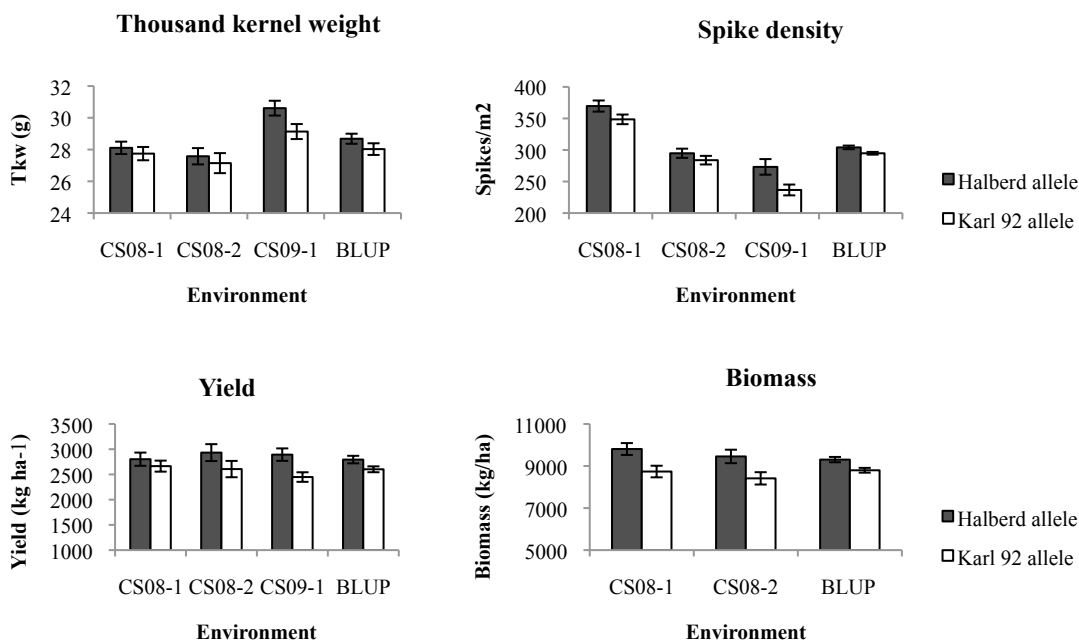 Thousand kernel weight
Tkw (g)
32
30
28
26
24
CS08-1 CS08-2 CS09-1 BLUP
Environment
Spike density
Spikes/m2
400
350
300
250
200
CS08-1 CS08-2 CS09-1 BLUP
Environment
Halberd allele
Karl 92 allele
Yield
Yield (kg ha-1)
3500
3000
2500
2000
1500
1000
CS08-1 CS08-2 CS09-1 BLUP
Environment
Biomass
Biomass (kg/ha)
11000
9000
7000
5000
CS08-1 CS08-2 BLUP
Environment
Halberd allele
Karl 92 allele